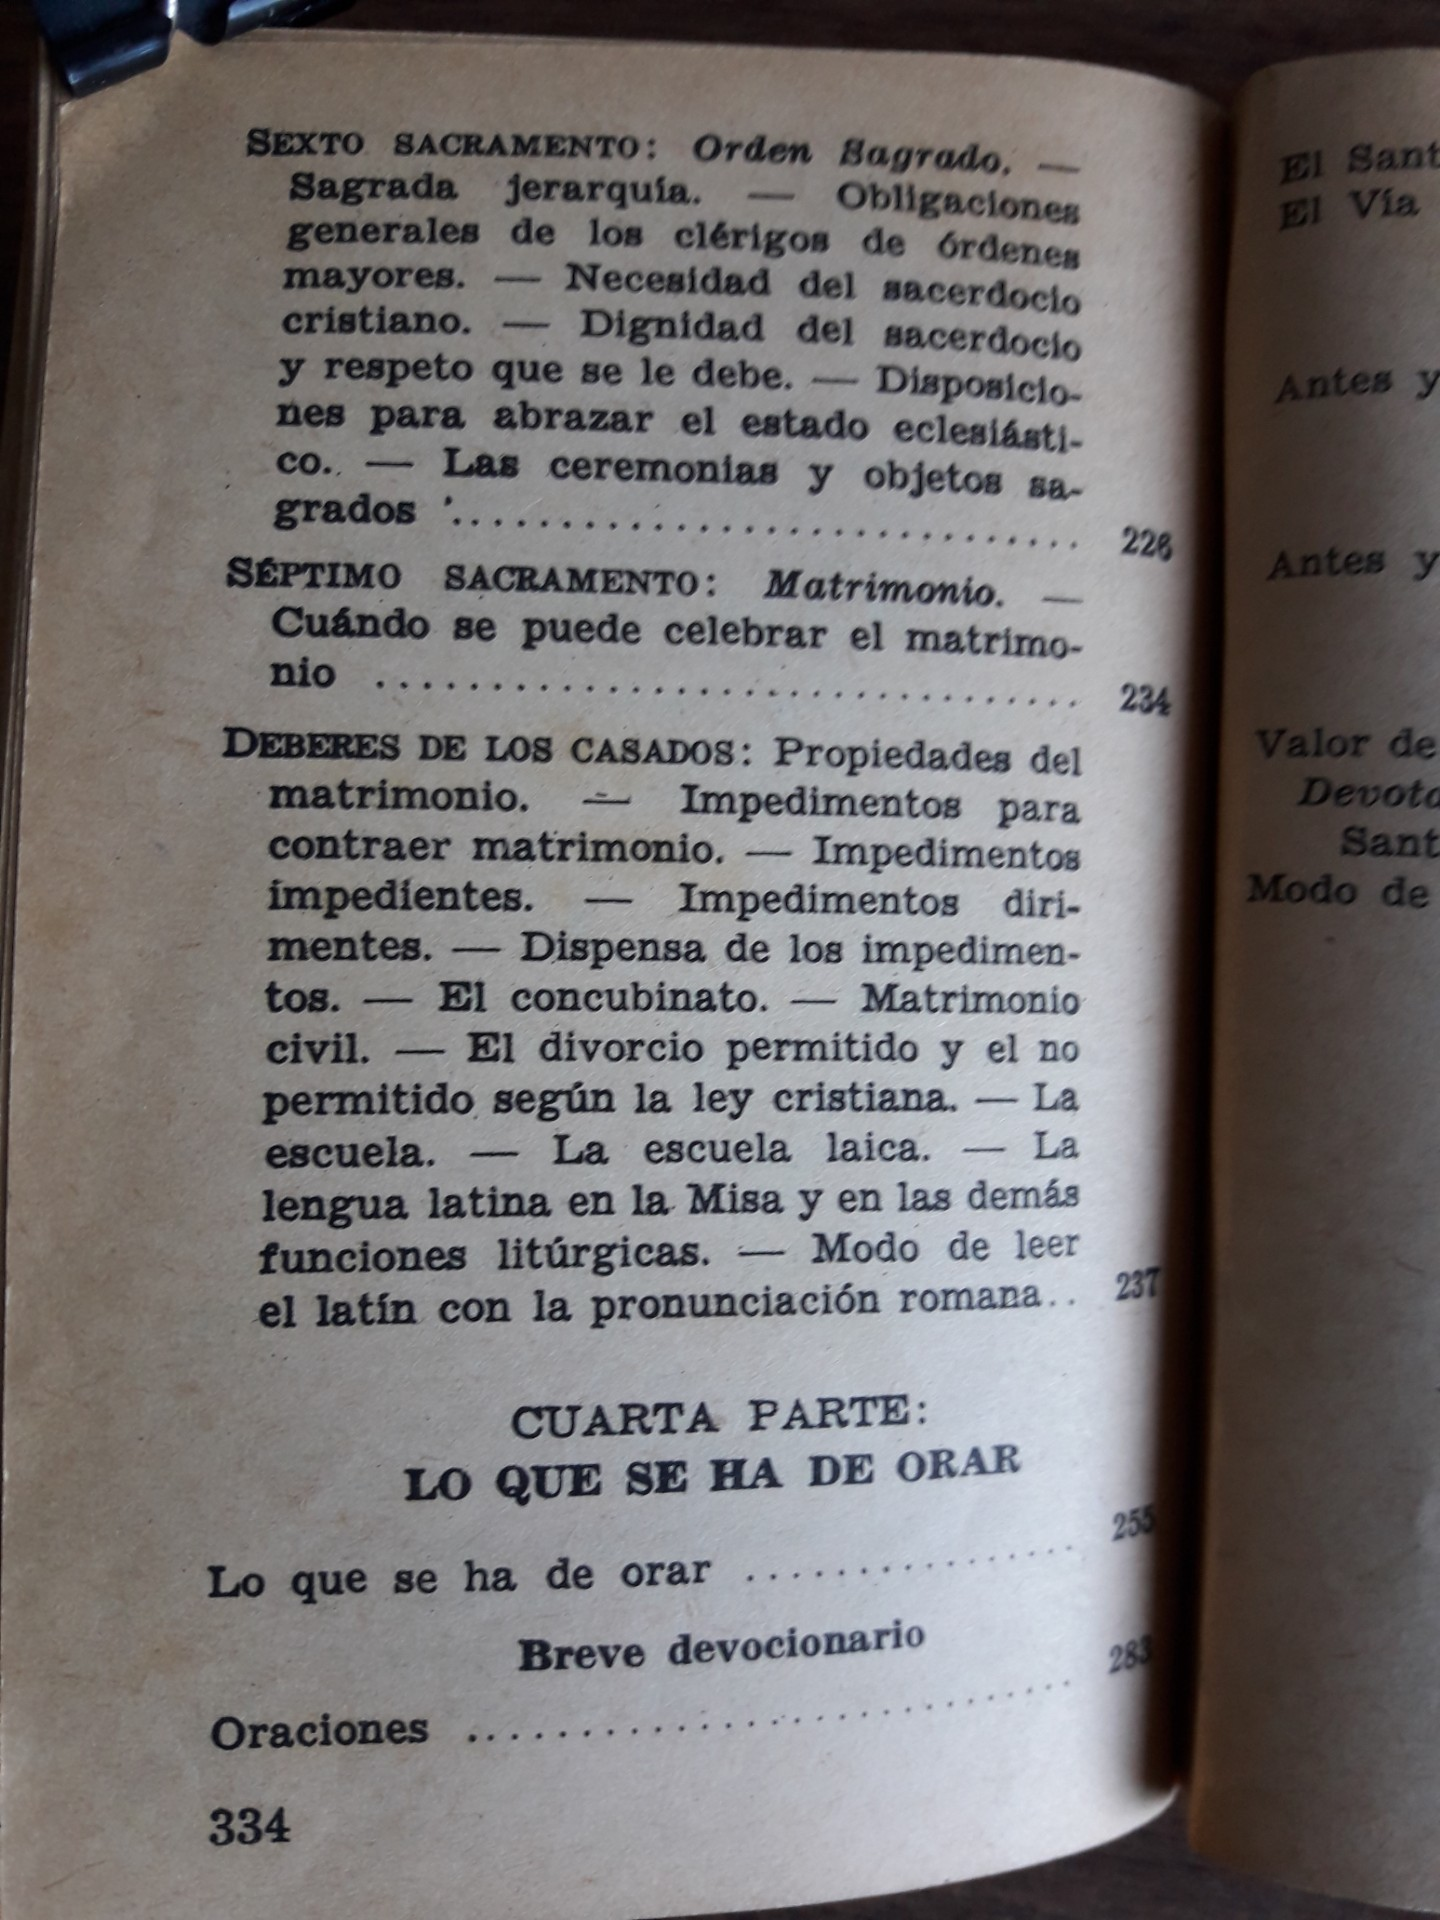 SEXTO SACRAMENTO: Orden Sagrado. —
Sagrada jerarquía. — Obligaciones
generales de los clérigos de órdenes
mayores. — Necesidad del sacerdocio
cristiano. — Dignidad del sacerdocio
y respeto que se le debe. — Disposicio-
nes para abrazar el estado eclesiásti-
co. — Las ceremonias y objetos sa-
grados .............................. 226
SÉPTIMO SACRAMENTO: Matrimonio. —
Cuándo se puede celebrar el matrimo-
nio ................................ 234
DEBERES DE LOS CASADOS: Propiedades del
matrimonio. — Impedimentos para
contraer matrimonio. — Impedimentos
impedientes. — Impedimentos diri-
mentes. — Dispensa de los impedimen-
tos. — El concubinato. — Matrimonio
civil. — El divorcio permitido y el no
permitido según la ley cristiana. — La
escuela. — La escuela laica. — La
lengua latina en la Misa y en las demás
funciones litúrgicas. — Modo de leer
el latín con la pronunciación romana.. 237
CUARTA PARTE:
LO QUE SE HA DE ORAR
Lo que se ha de orar ............... 255
Breve devocionario
Oraciones ........................... 283
334
El Sant
El Vía
Antes y
Antes y
Valor de
Devoto
Sant
Modo de